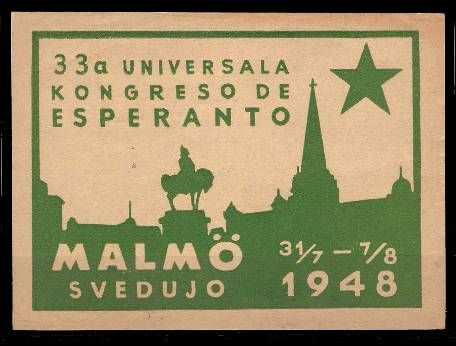 33a UNIVERSALA
KONGRESO DE
ESPERANTO
MALMÖ
SVEDUJO
31/7 – 7/8
1948